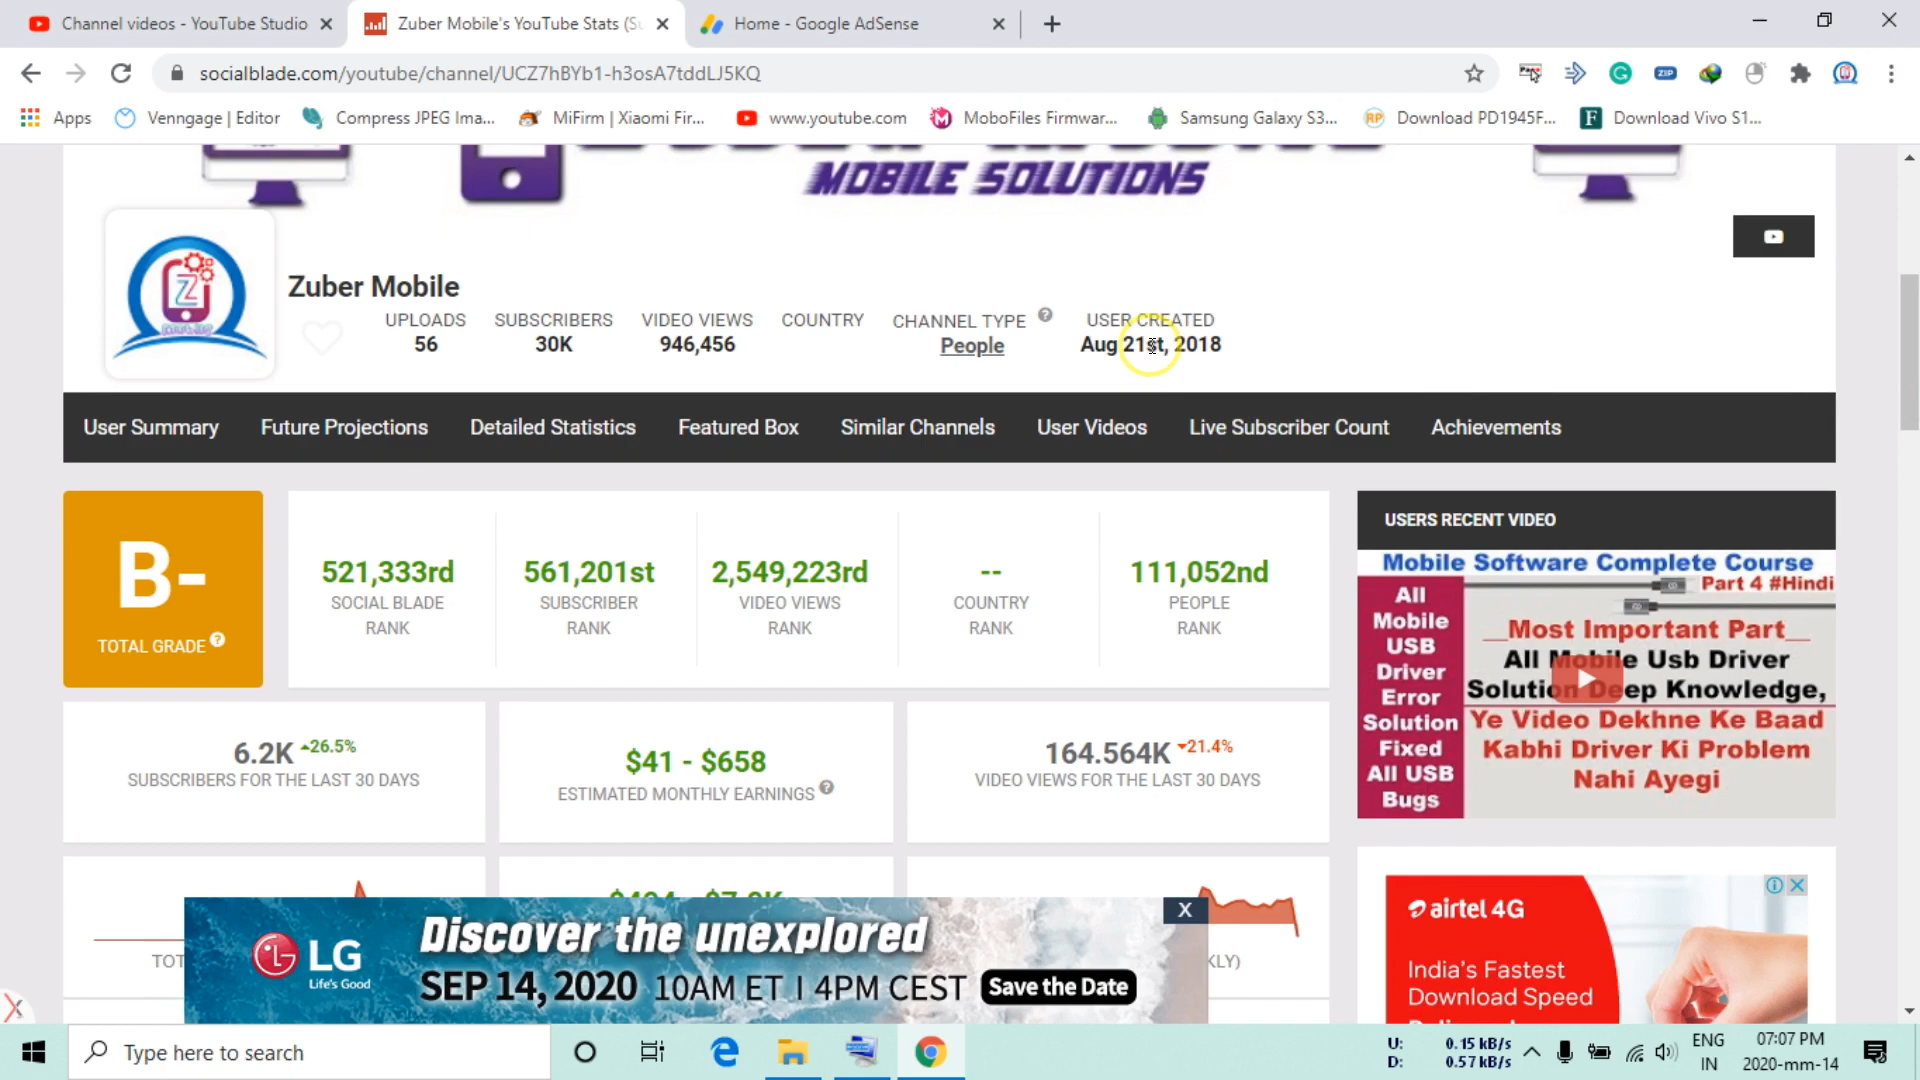 Channel videos - YouTube Studio
Zuber Mobile's YouTube Stats (Su
Home - Google AdSense
socialblade.com/youtube/channel/UCZ7hBYb1-h3osA7tddLJ5KQ
Apps
Venngage | Editor
Compress JPEG Ima...
MiFirm | Xiaomi Fir...
www.youtube.com
MoboFiles Firmwar...
Samsung Galaxy S3...
Download PD1945F...
Download Vivo S1...
MOBILE SOLUTIONS
Zuber Mobile
UPLOADS
56
SUBSCRIBERS
30K
VIDEO VIEWS
946,456
COUNTRY
CHANNEL TYPE
People
USER CREATED
Aug 21st, 2018
User Summary
Future Projections
Detailed Statistics
Featured Box
Similar Channels
User Videos
Live Subscriber Count
Achievements
B-
TOTAL GRADE
521,333rd
SOCIAL BLADE
RANK
561,201st
SUBSCRIBER
RANK
2,549,223rd
VIDEO VIEWS
RANK
--
COUNTRY
RANK
111,052nd
PEOPLE
RANK
6.2K 26.5%
SUBSCRIBERS FOR THE LAST 30 DAYS
$41 - $658
ESTIMATED MONTHLY EARNINGS
164.564K 21.4%
VIDEO VIEWS FOR THE LAST 30 DAYS
USERS RECENT VIDEO
Mobile Software Complete Course
Part 4 #Hindi
All
Mobile
USB
Driver
Error
Solution
Fixed
All USB
Bugs
Most Important Part
All Mobile Usb Driver
Solution Deep Knowledge,
Ye Video Dekhne Ke Baad
Kabhi Driver Ki Problem
Nahi Ayegi
TOT
KLY)
LG
Life's Good
Discover the unexplored
SEP 14, 2020 10AM ET | 4PM CEST
Save the Date
X
airtel 4G
India's Fastest
Download Speed
Type here to search
U: 0.15 kB/s
D: 0.57 kB/s
ENG
IN
07:07 PM
2020-mm-14